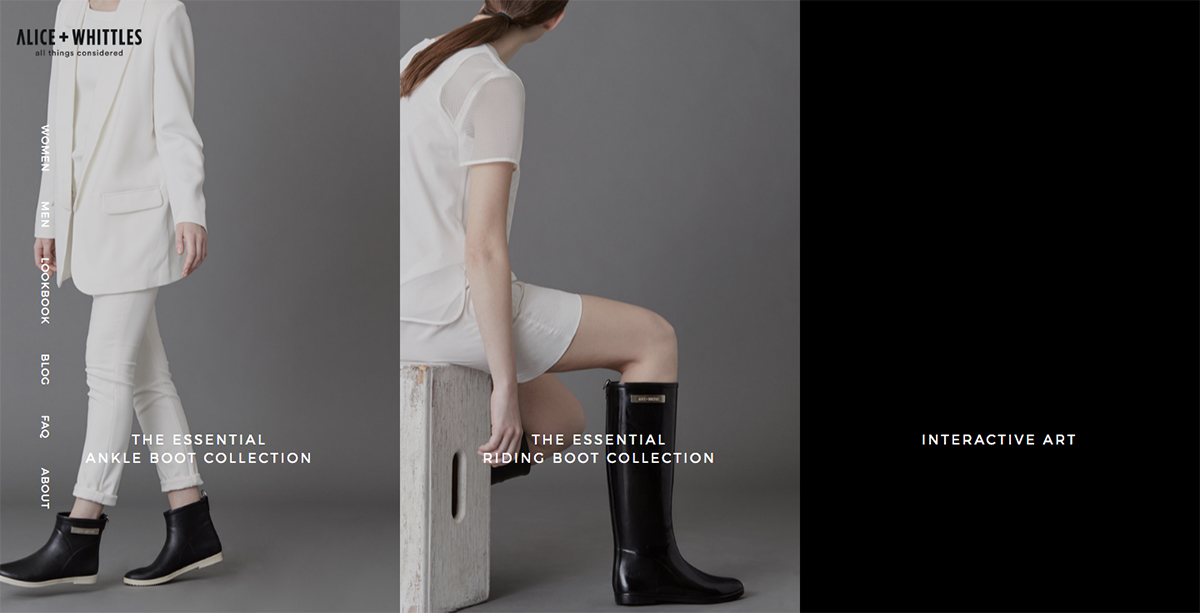 ALICE + WHITTLES
all things considered
WOMEN
MEN
LOOKBOOK
BLOG
FAQ
ABOUT
THE ESSENTIAL
ANKLE BOOT COLLECTION
THE ESSENTIAL
RIDING BOOT COLLECTION
INTERACTIVE ART